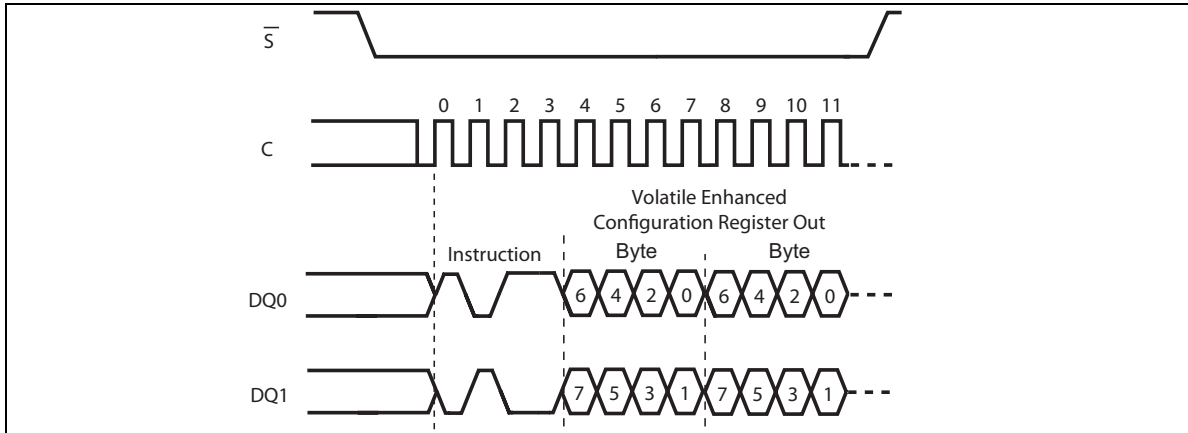 S
0 1 2 3 4 5 6 7 8 9 10 11
C
Volatile Enhanced
Configuration Register Out
Instruction Byte Byte
DQ0 6 4 2 0 6 4 2 0
DQ1 7 5 3 1 7 5 3 1